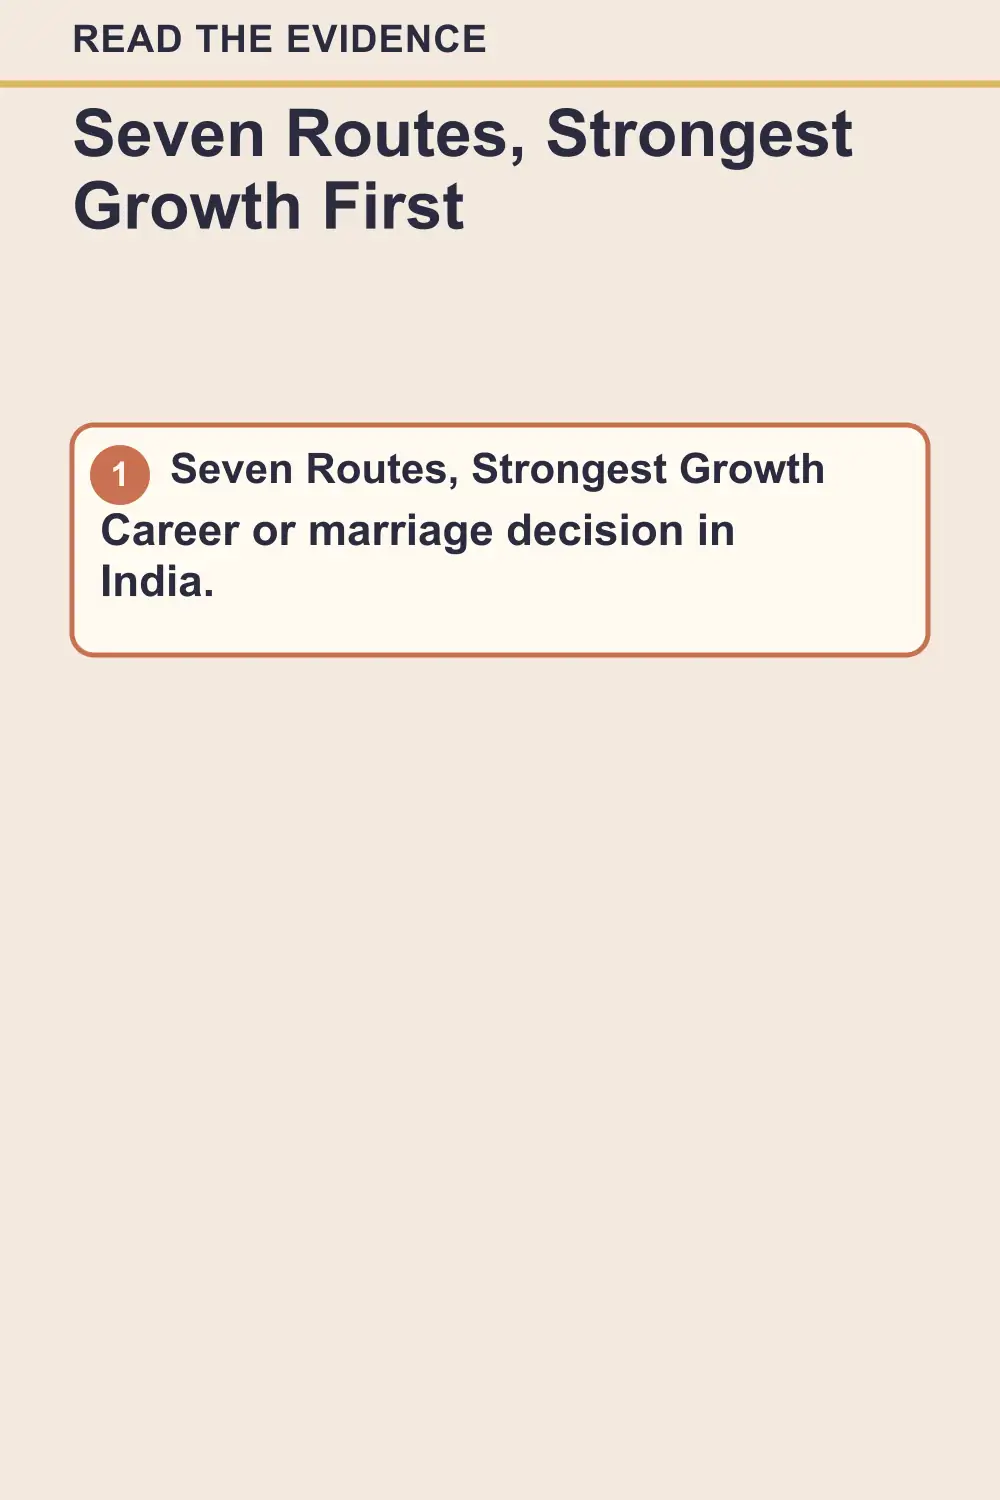 READ THE EVIDENCE
Seven Routes, Strongest
Growth First
1 Seven Routes, Strongest Growth
Career or marriage decision in
India.